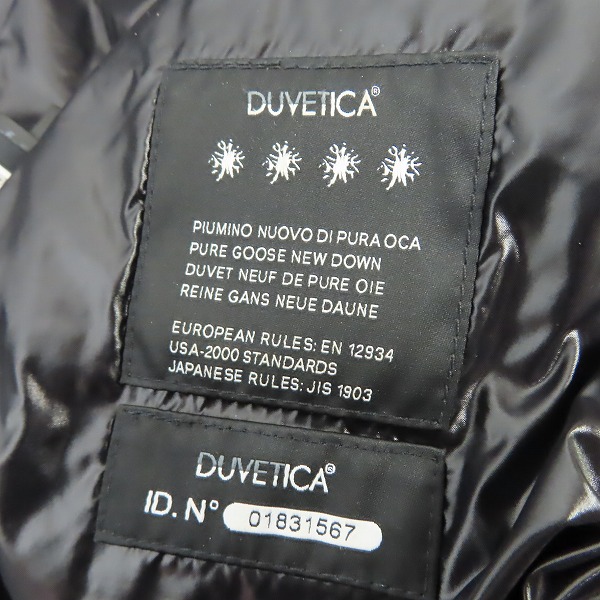 DUVETICA®
PIUMINO NUOVO DI PURA OCA
PURE GOOSE NEW DOWN
DUVET NEUF DE PURE OIE
REINE GANS NEUE DAUNE
EUROPEAN RULES: EN 12934
USA-2000 STANDARDS
JAPANESE RULES: JIS 1903
DUVETICA®
ID. N° 01831567